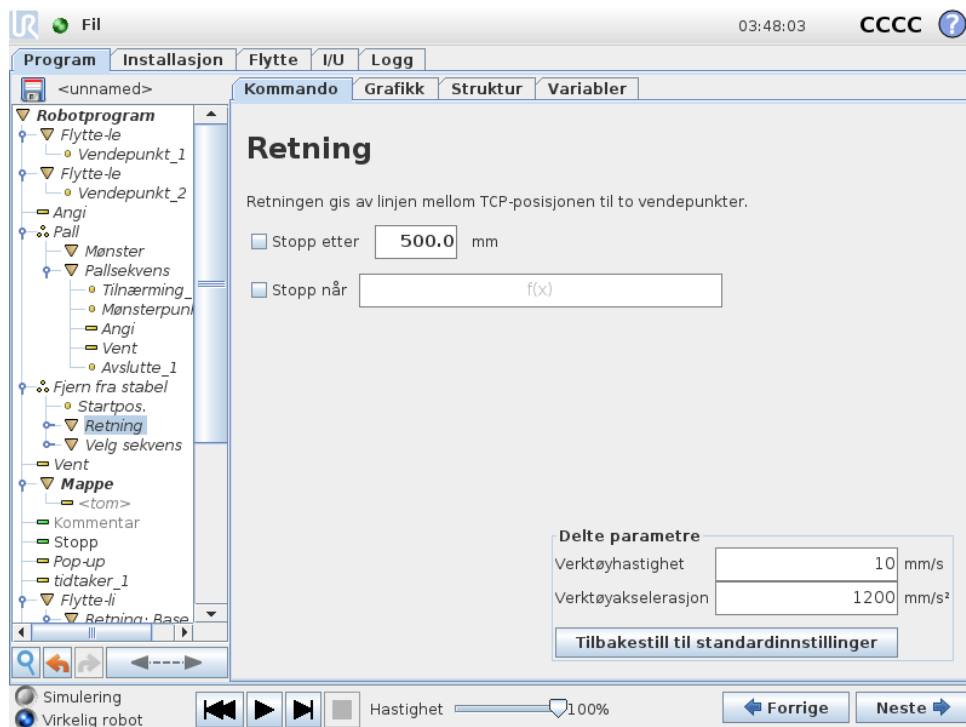 UR Fil 03:48:03 CCCC ?
Program Installasjon Flytte I/U Logg
<unnamed> Kommando Grafikk Struktur Variabler
Robotprogram
Flytte-le
Vendepunkt_1
Flytte-le
Vendepunkt_2
Angi
Pall
Mønster
Pallsekvens
Tilnærming_
Mønsterpun
Angi
Vent
Avslutte_1
Fjern fra stabel
Startpos.
Retning
Velg sekvens
Vent
Mappe
<tom>
Kommentar
Stopp
Pop-up
tidtaker_1
Flytte-li
Retning: Base
Retning
Retningen gis av linjen mellom TCP-posisjonen til to vendepunkter.
Stopp etter 500.0 mm
Stopp når f(x)
Delte parametre
Verktøyhastighet 10 mm/s
Verktøyakselerasjon 1200 mm/s²
Tilbakestill til standardinnstillinger
Simulering
Virkelig robot
Hastighet 100%
Forrige Neste